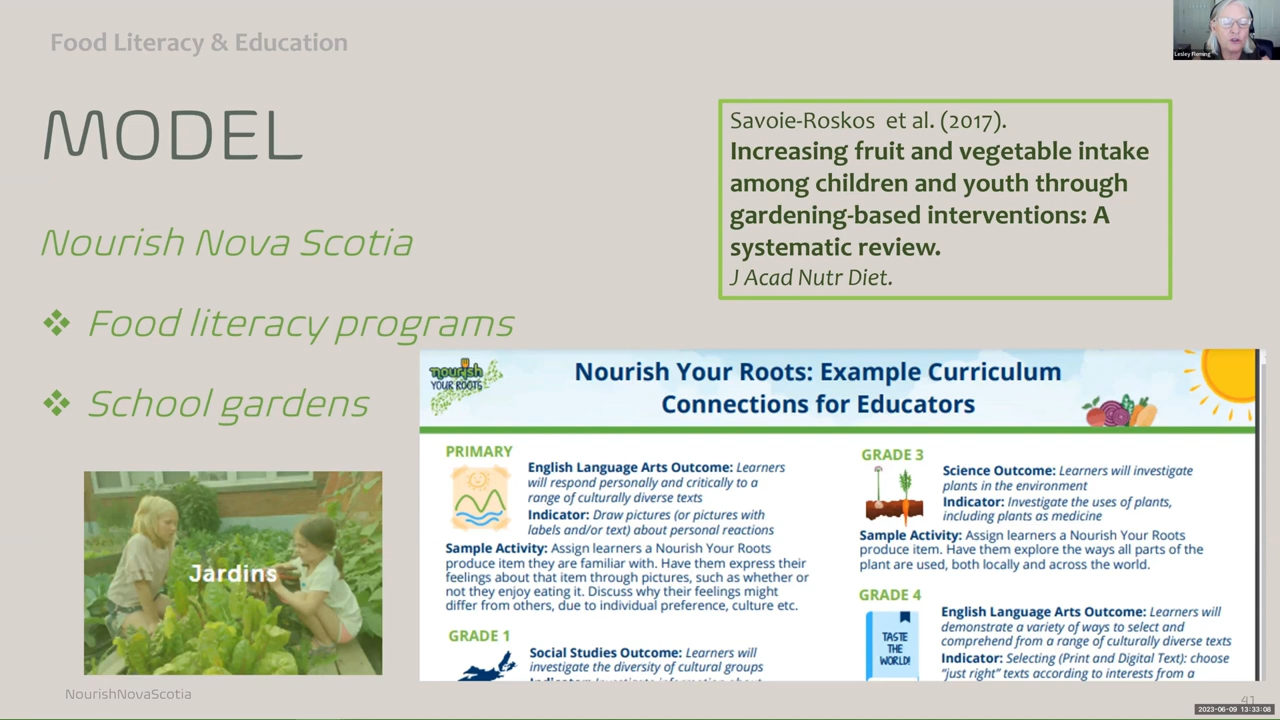 Food Literacy & Education
Lesley Fleming
MODEL
Nourish Nova Scotia
❖ Food literacy programs
❖ School gardens
Savoie-Roskos et al. (2017).
Increasing fruit and vegetable intake
among children and youth through
gardening-based interventions: A
systematic review.
J Acad Nutr Diet.
nourish
YOUR ROOTS
Nourish Your Roots: Example Curriculum
Connections for Educators
PRIMARY
English Language Arts Outcome: Learners
will respond personally and critically to a
range of culturally diverse texts
Indicator: Draw pictures (or pictures with
labels and/or text) about personal reactions
Sample Activity: Assign learners a Nourish Your Roots
produce item they are familiar with. Have them express their
feelings about that item through pictures, such as whether or
not they enjoy eating it. Discuss why their feelings might
differ from others, due to individual preference, culture etc.
GRADE 1
Social Studies Outcome: Learners will
investigate the diversity of cultural groups
GRADE 3
Science Outcome: Learners will investigate
plants in the environment
Indicator: Investigate the uses of plants,
including plants as medicine
Sample Activity: Assign learners a Nourish Your Roots
produce item. Have them explore the ways all parts of the
plant are used, both locally and across the world.
GRADE 4
TASTE
THE
WORLD!
English Language Arts Outcome: Learners will
demonstrate a variety of ways to select and
comprehend from a range of culturally diverse texts
Indicator: Selecting (Print and Digital Text): choose
"just right" texts according to interests from a
Jardins
NourishNovaScotia
41
2023-06-09 13:33:08